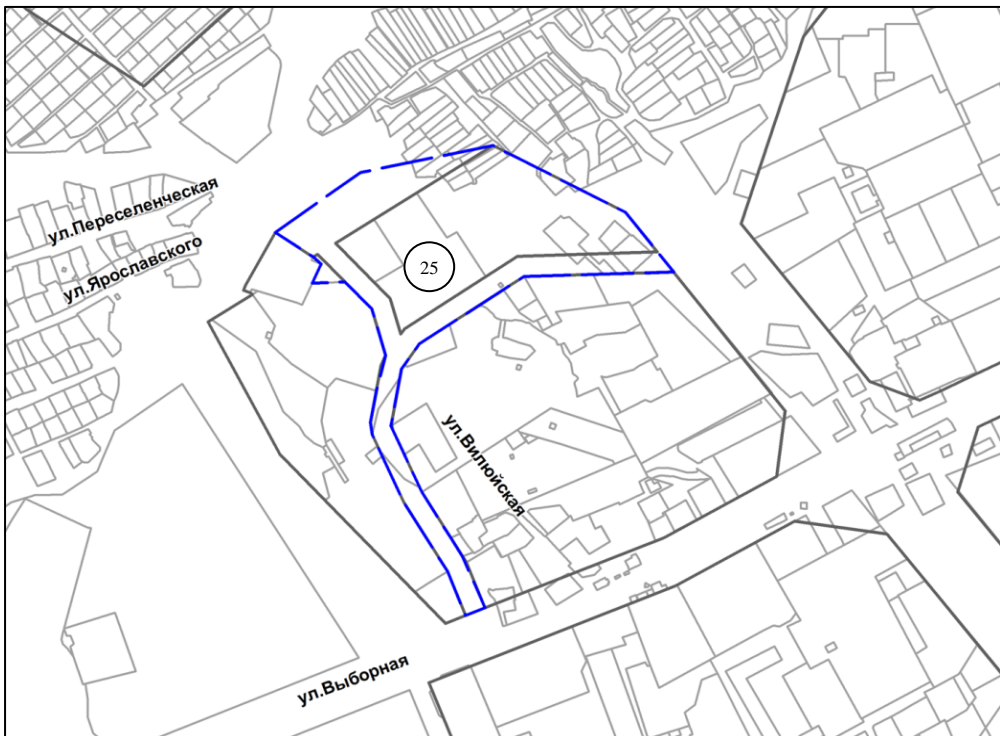 ул.Переселенческая
ул.Ярославского
25
ул.Вилюйская
ул.Выборная